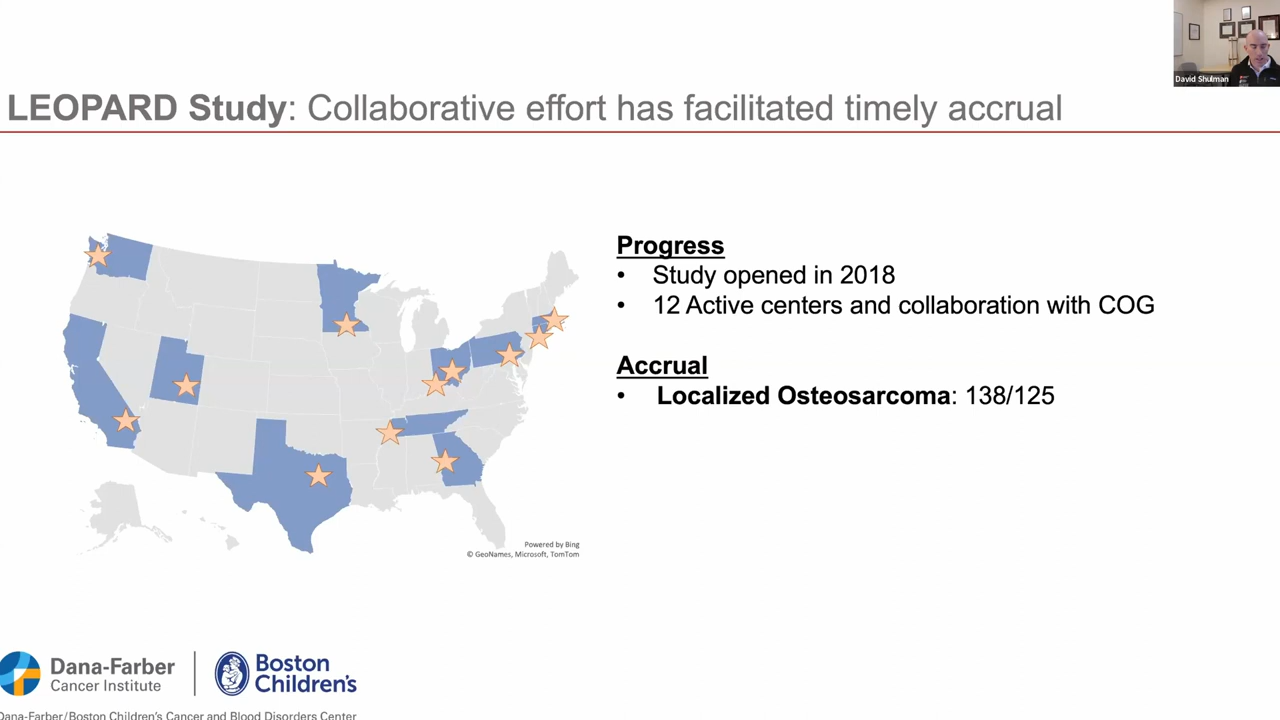 David Shulman
LEOPARD Study: Collaborative effort has facilitated timely accrual
Progress
• Study opened in 2018
• 12 Active centers and collaboration with COG
Accrual
• Localized Osteosarcoma: 138/125
Powered by Bing
© GeoNames, Microsoft, TomTom
Dana-Farber
Cancer Institute
Boston
Children's
Dana-Farber/Boston Children's Cancer and Blood Disorders Center